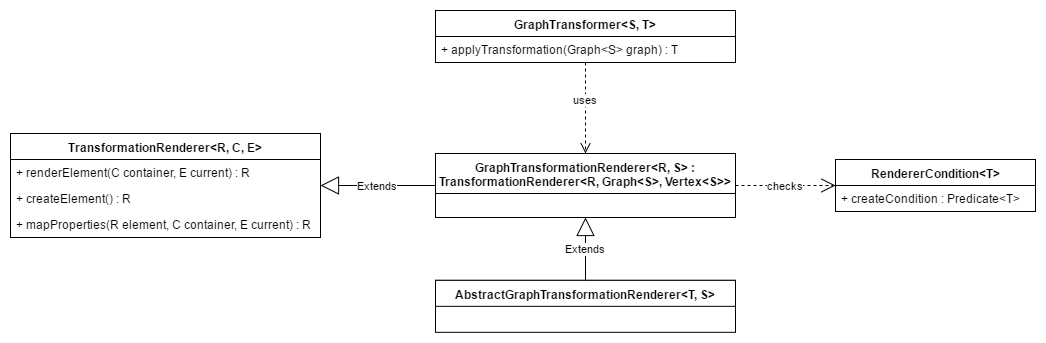 GraphTransformer<S, T>
+ applyTransformation(Graph<S> graph) : T
uses
TransformationRenderer<R, C, E>
+ renderElement(C container, E current) : R
+ createElement() : R
+ mapProperties(R element, C container, E current) : R
Extends
GraphTransformationRenderer<R, S> :
TransformationRenderer<R, Graph<S>, Vertex<S>>
checks
RendererCondition<T>
+ createCondition : Predicate<T>
Extends
AbstractGraphTransformationRenderer<T, S>